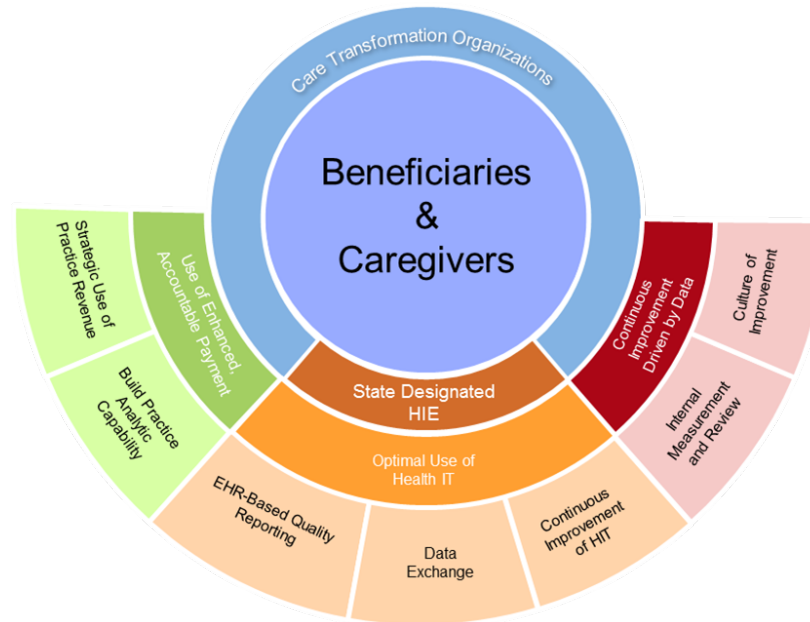 Care Transformation Organizations
Beneficiaries
&
Caregivers
State Designated
HIE
Use of Enhanced,
Accountable Payment
Strategic Use of
Practice Revenue
Build Practice
Analytic
Capability
Optimal Use of
Health IT
EHR-Based Quality
Reporting
Data
Exchange
Continuous
Improvement
of HIT
Continuous
Improvement
Driven by Data
Internal
Measurement
and Review
Culture of
Improvement